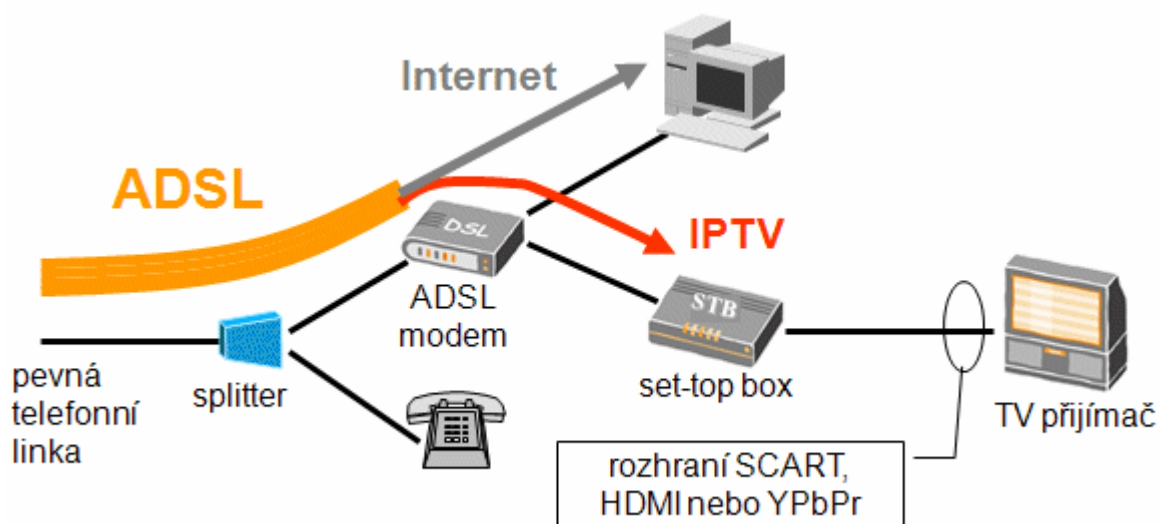 Internet
ADSL
DSL
IPTV
ADSL
modem
STB
pevná
telefonní
linka
splitter
set-top box
TV přijímač
rozhraní SCART,
HDMI nebo YPbPr